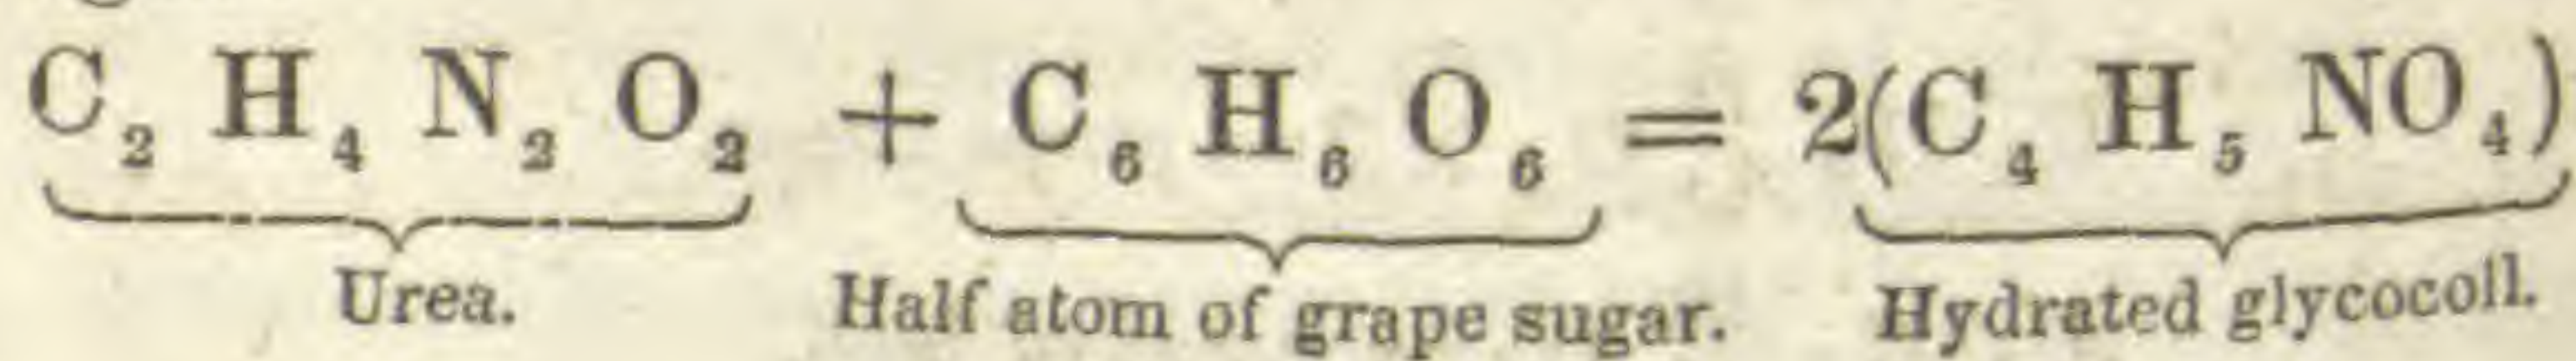 C₂ H₄ N₂ O₂ + C₆ H₆ O₆ = 2(C₄ H₅ NO₄)
Urea. Half atom of grape sugar. Hydrated glycocoll.